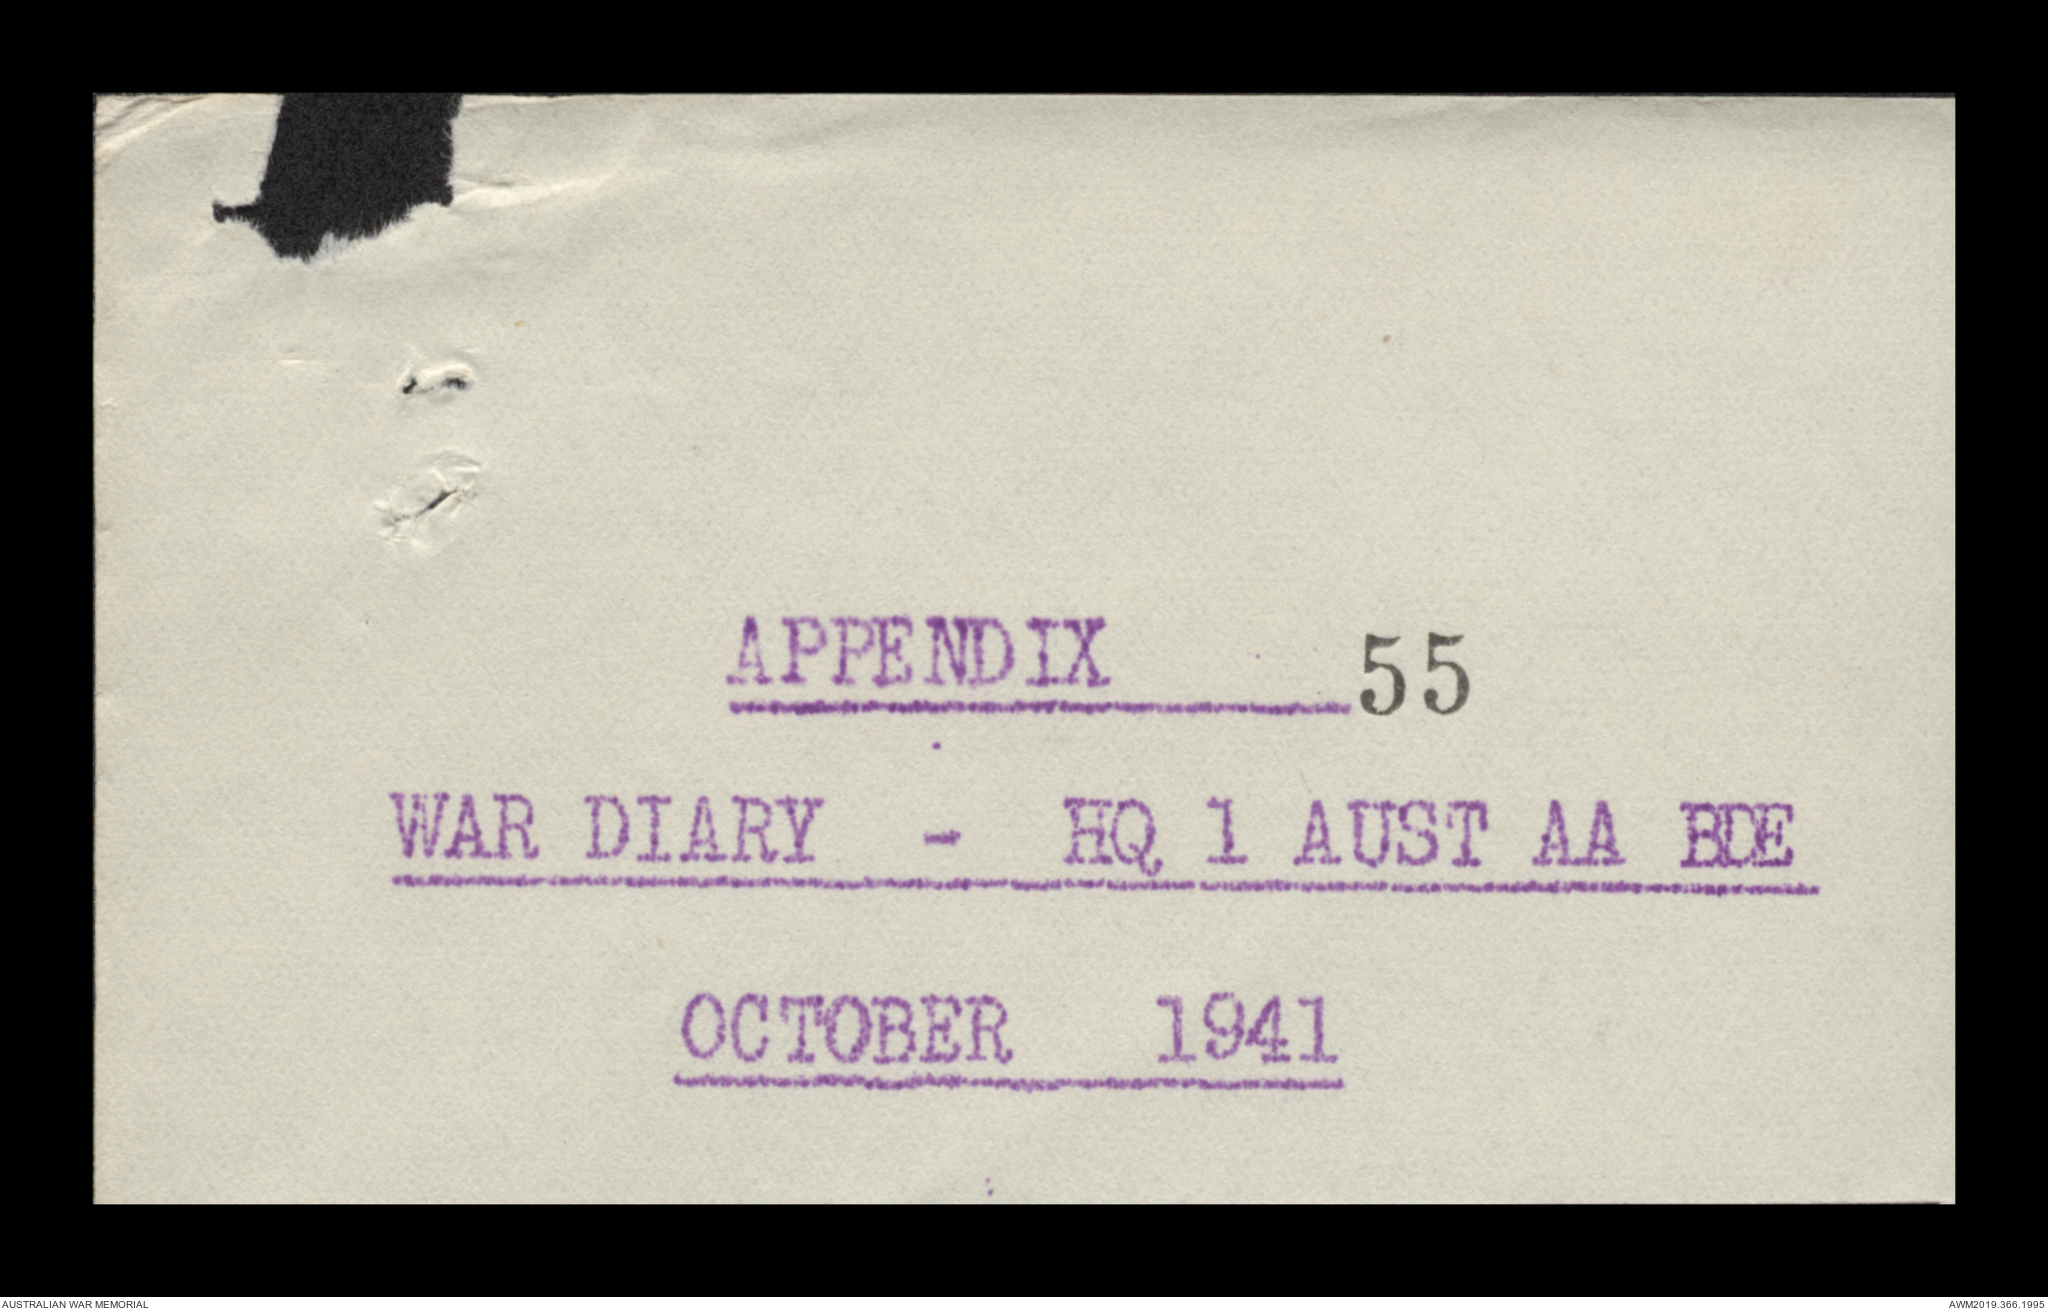 APPENDIX 55
WAR DIARY - HQ 1 AUST AA BDE
OCTOBER 1941
AUSTRALIAN WAR MEMORIAL AWM2019.366.1995